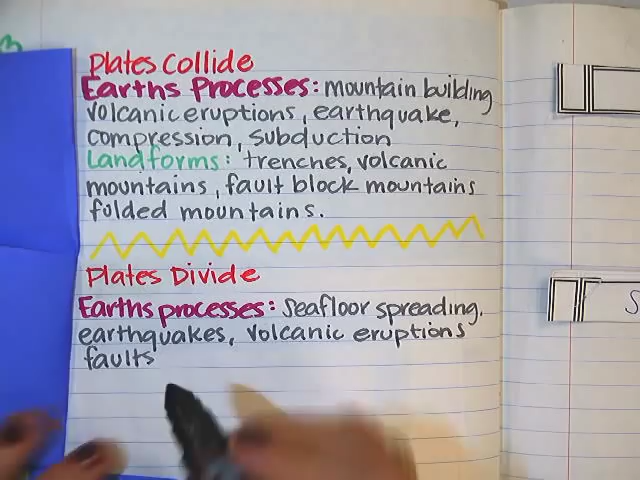 Plates Collide
Earths Processes: mountain building
volcanic eruptions, earthquake,
compression, subduction
Landforms: trenches, volcanic
mountains, fault block mountains
folded mountains.
Plates Divide
Earths processes: seafloor spreading.
earthquakes, volcanic eruptions
faults
S